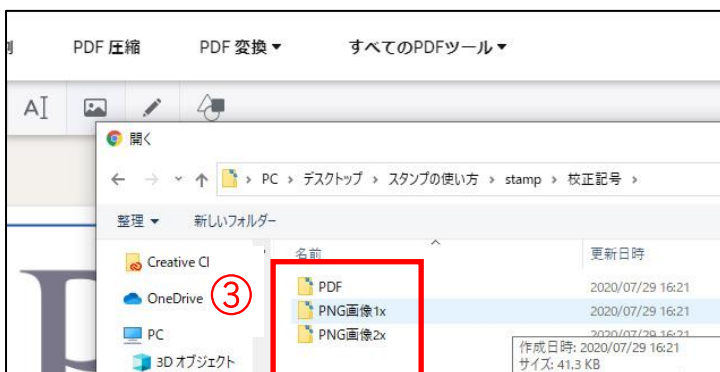 PDF 圧縮 PDF 変換▼ すべてのPDFツール▼
AI
開く
PC › デスクトップ › スタンプの使い方 › stamp › 校正記号 ›
整理 ▼ 新しいフォルダー
名前 更新日時
Creative Cl
OneDrive
PC
3D オブジェクト
③
PDF 2020/07/29 16:21
PNG画像1x 2020/07/29 16:21
PNG画像2x 2020/07/29 16:21
作成日時: 2020/07/29 16:21
サイズ: 41.3 KB